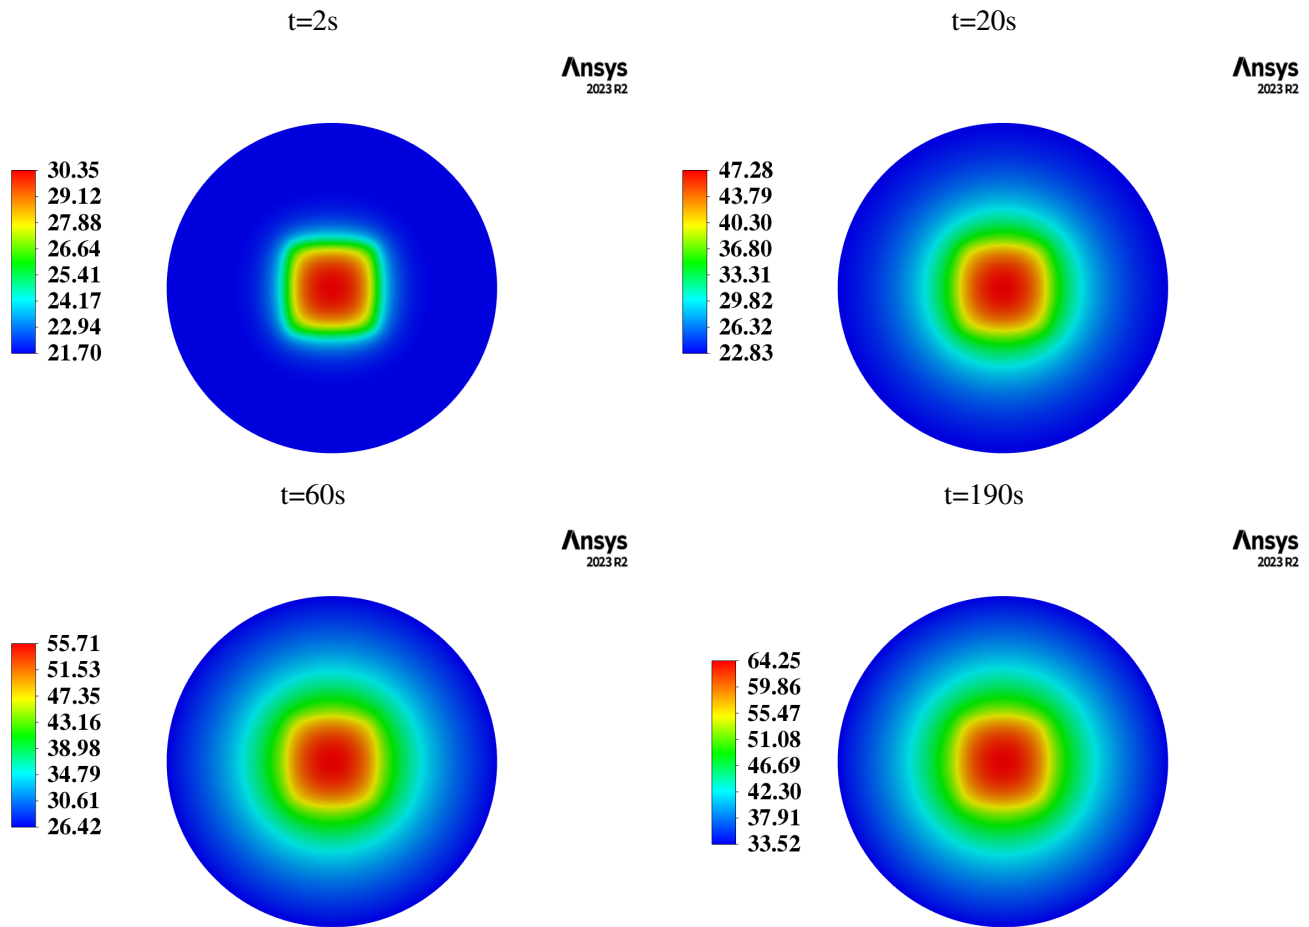 t=2s
Ansys
2023 R2
30.35
29.12
27.88
26.64
25.41
24.17
22.94
21.70
t=20s
Ansys
2023 R2
47.28
43.79
40.30
36.80
33.31
29.82
26.32
22.83
t=60s
Ansys
2023 R2
55.71
51.53
47.35
43.16
38.98
34.79
30.61
26.42
t=190s
Ansys
2023 R2
64.25
59.86
55.47
51.08
46.69
42.30
37.91
33.52